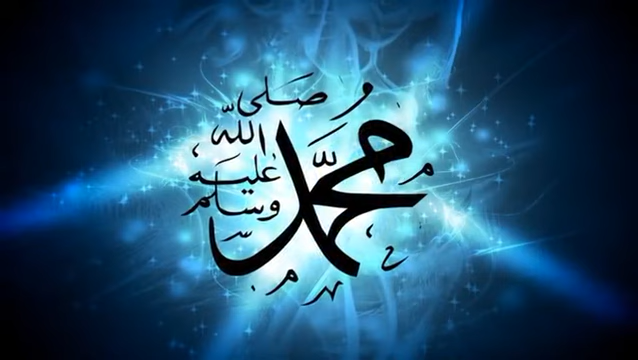 محمد
صلى
الله
عليه
وسلم